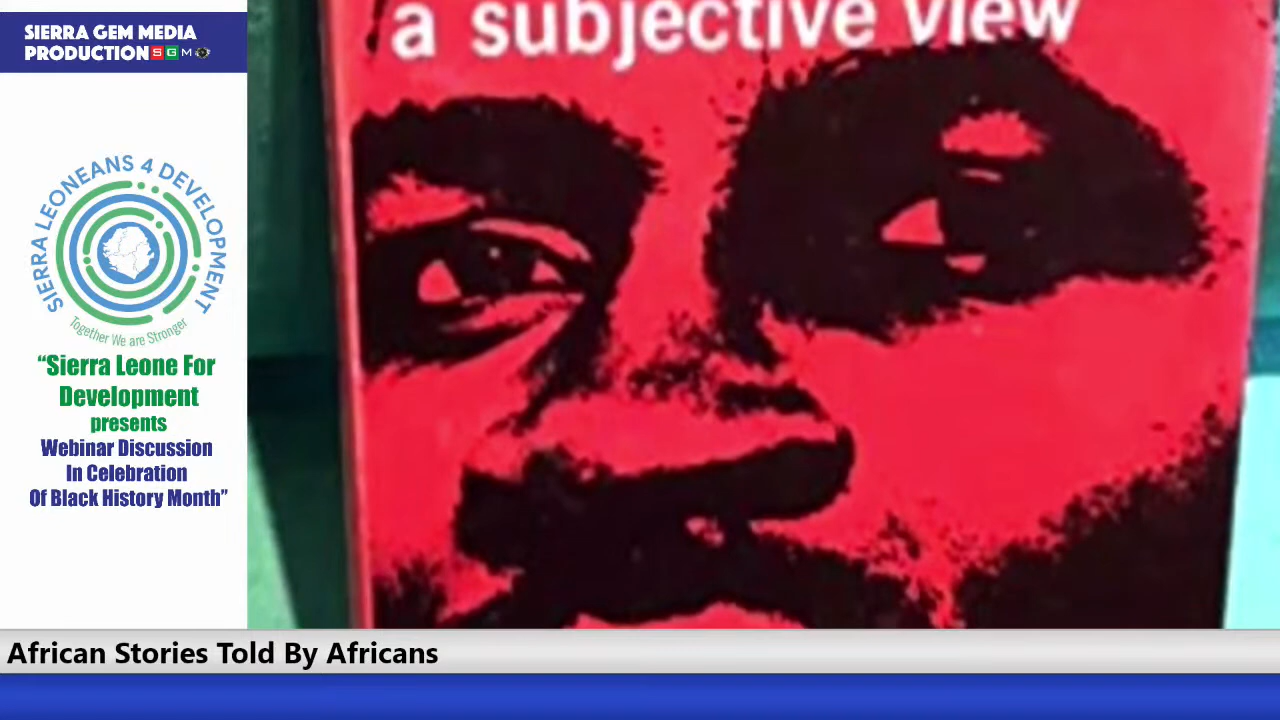 SIERRA GEM MEDIA
PRODUCTION SGM
a subjective view
SIERRA LEONEANS 4 DEVELOPMENT
Together We are Stronger
“Sierra Leone For
Development
presents
Webinar Discussion
In Celebration
Of Black History Month”
African Stories Told By Africans